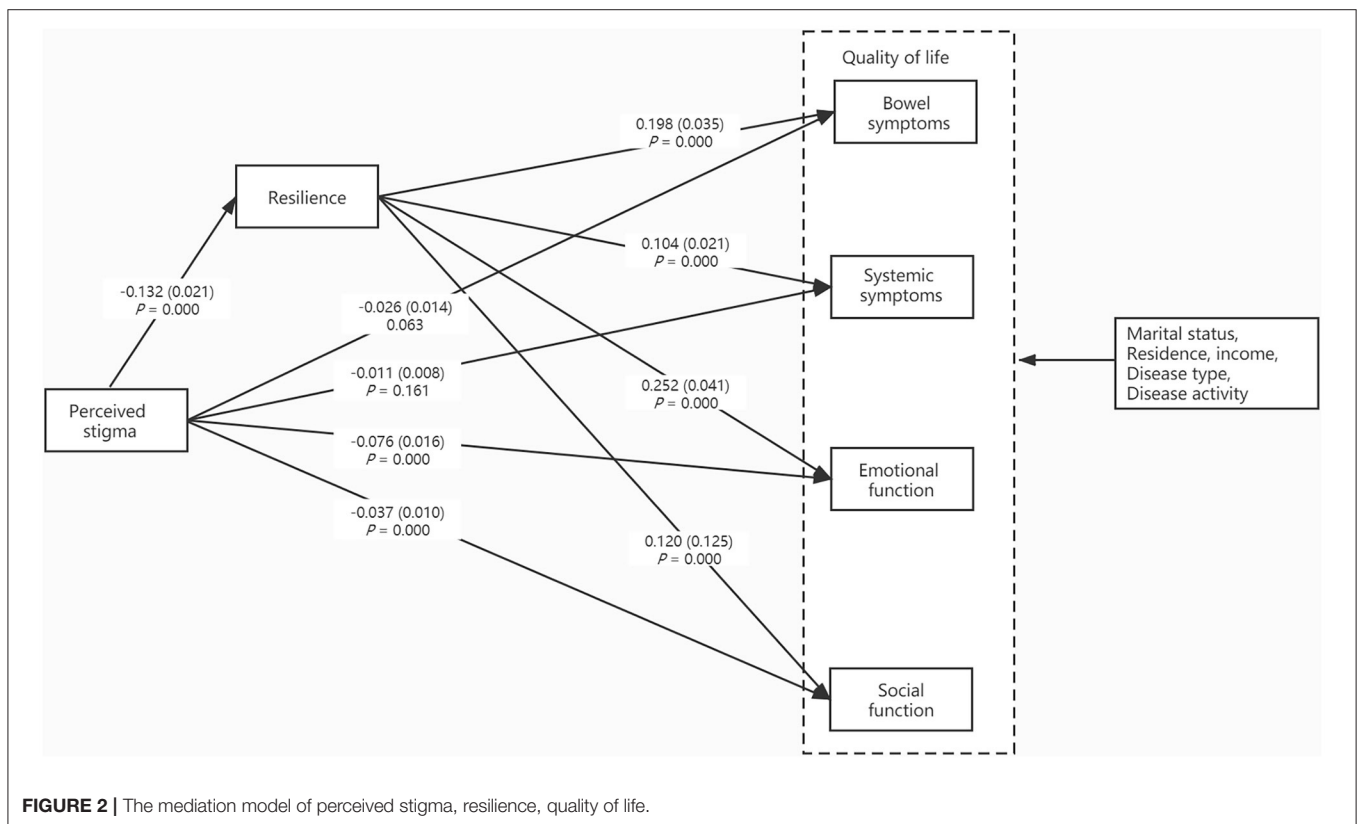 Quality of life
Bowel
symptoms
0.198 (0.035)
P = 0.000
Resilience
0.104 (0.021)
P = 0.000
Systemic
symptoms
-0.132 (0.021)
P = 0.000
-0.026 (0.014)
0.063
Marital status,
Residence, income,
Disease type,
Disease activity
-0.011 (0.008)
P = 0.161
0.252 (0.041)
P = 0.000
Perceived
stigma
-0.076 (0.016)
P = 0.000
Emotional
function
-0.037 (0.010)
P = 0.000
0.120 (0.125)
P = 0.000
Social
function
FIGURE 2 | The mediation model of perceived stigma, resilience, quality of life.